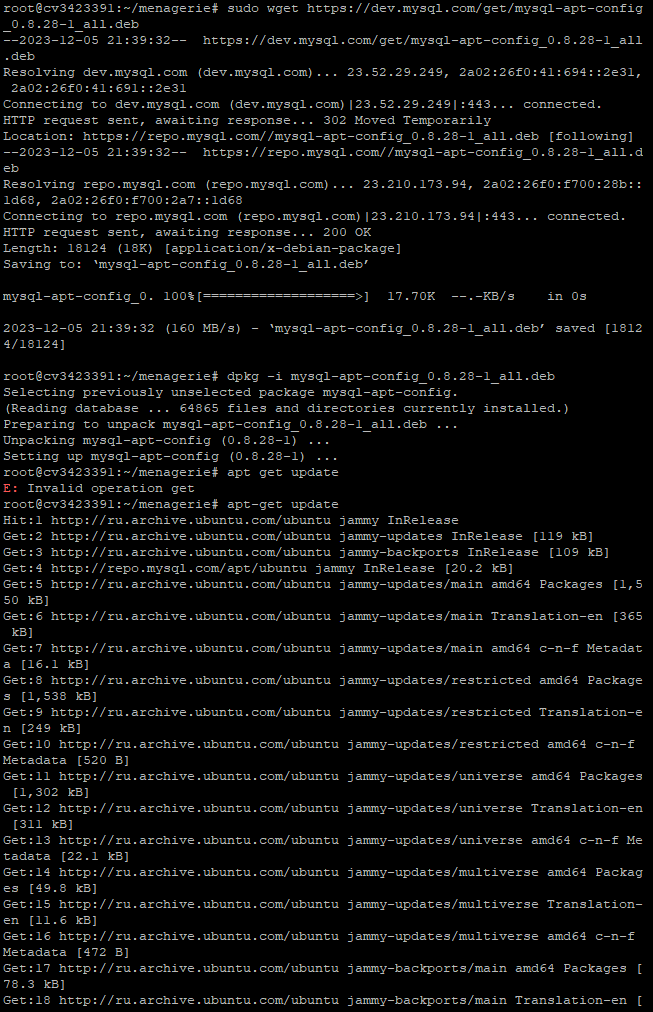 root@cv3423391:~/menagerie# sudo wget https://dev.mysql.com/get/mysql-apt-config
_0.8.28-1_all.deb
--2023-12-05 21:39:32--  https://dev.mysql.com/get/mysql-apt-config_0.8.28-1_all
.deb
Resolving dev.mysql.com (dev.mysql.com)... 23.52.29.249, 2a02:26f0:41:694::2e31,
 2a02:26f0:41:691::2e31
Connecting to dev.mysql.com (dev.mysql.com)|23.52.29.249|:443... connected.
HTTP request sent, awaiting response... 302 Moved Temporarily
Location: https://repo.mysql.com//mysql-apt-config_0.8.28-1_all.deb [following]
--2023-12-05 21:39:32--  https://repo.mysql.com//mysql-apt-config_0.8.28-1_all.d
eb
Resolving repo.mysql.com (repo.mysql.com)... 23.210.173.94, 2a02:26f0:f700:28b::
1d68, 2a02:26f0:f700:2a7::1d68
Connecting to repo.mysql.com (repo.mysql.com)|23.210.173.94|:443... connected.
HTTP request sent, awaiting response... 200 OK
Length: 18124 (18K) [application/x-debian-package]
Saving to: ‘mysql-apt-config_0.8.28-1_all.deb’
mysql-apt-config_0. 100%[===================>]  17.70K  --.-KB/s    in 0s
2023-12-05 21:39:32 (160 MB/s) - ‘mysql-apt-config_0.8.28-1_all.deb’ saved [1812
4/18124]
root@cv3423391:~/menagerie# dpkg -i mysql-apt-config_0.8.28-1_all.deb
Selecting previously unselected package mysql-apt-config.
(Reading database ... 64865 files and directories currently installed.)
Preparing to unpack mysql-apt-config_0.8.28-1_all.deb ...
Unpacking mysql-apt-config (0.8.28-1) ...
Setting up mysql-apt-config (0.8.28-1) ...
root@cv3423391:~/menagerie# apt get update
E: Invalid operation get
root@cv3423391:~/menagerie# apt-get update
Hit:1 http://ru.archive.ubuntu.com/ubuntu jammy InRelease
Get:2 http://ru.archive.ubuntu.com/ubuntu jammy-updates InRelease [119 kB]
Get:3 http://ru.archive.ubuntu.com/ubuntu jammy-backports InRelease [109 kB]
Get:4 http://repo.mysql.com/apt/ubuntu jammy InRelease [20.2 kB]
Get:5 http://ru.archive.ubuntu.com/ubuntu jammy-updates/main amd64 Packages [1,5
50 kB]
Get:6 http://ru.archive.ubuntu.com/ubuntu jammy-updates/main Translation-en [365
 kB]
Get:7 http://ru.archive.ubuntu.com/ubuntu jammy-updates/main amd64 c-n-f Metadat
a [16.1 kB]
Get:8 http://ru.archive.ubuntu.com/ubuntu jammy-updates/restricted amd64 Package
s [1,538 kB]
Get:9 http://ru.archive.ubuntu.com/ubuntu jammy-updates/restricted Translation-e
n [249 kB]
Get:10 http://ru.archive.ubuntu.com/ubuntu jammy-updates/restricted amd64 c-n-f
Metadata [520 B]
Get:11 http://ru.archive.ubuntu.com/ubuntu jammy-updates/universe amd64 Packages
 [1,302 kB]
Get:12 http://ru.archive.ubuntu.com/ubuntu jammy-updates/universe Translation-en
[311 kB]
Get:13 http://ru.archive.ubuntu.com/ubuntu jammy-updates/universe amd64 c-n-f Me
tadata [22.1 kB]
Get:14 http://ru.archive.ubuntu.com/ubuntu jammy-updates/multiverse amd64 Packag
es [49.8 kB]
Get:15 http://ru.archive.ubuntu.com/ubuntu jammy-updates/multiverse Translation-
en [11.6 kB]
Get:16 http://ru.archive.ubuntu.com/ubuntu jammy-updates/multiverse amd64 c-n-f
Metadata [472 B]
Get:17 http://ru.archive.ubuntu.com/ubuntu jammy-backports/main amd64 Packages [
78.3 kB]
Get:18 http://ru.archive.ubuntu.com/ubuntu jammy-backports/main Translation-en [